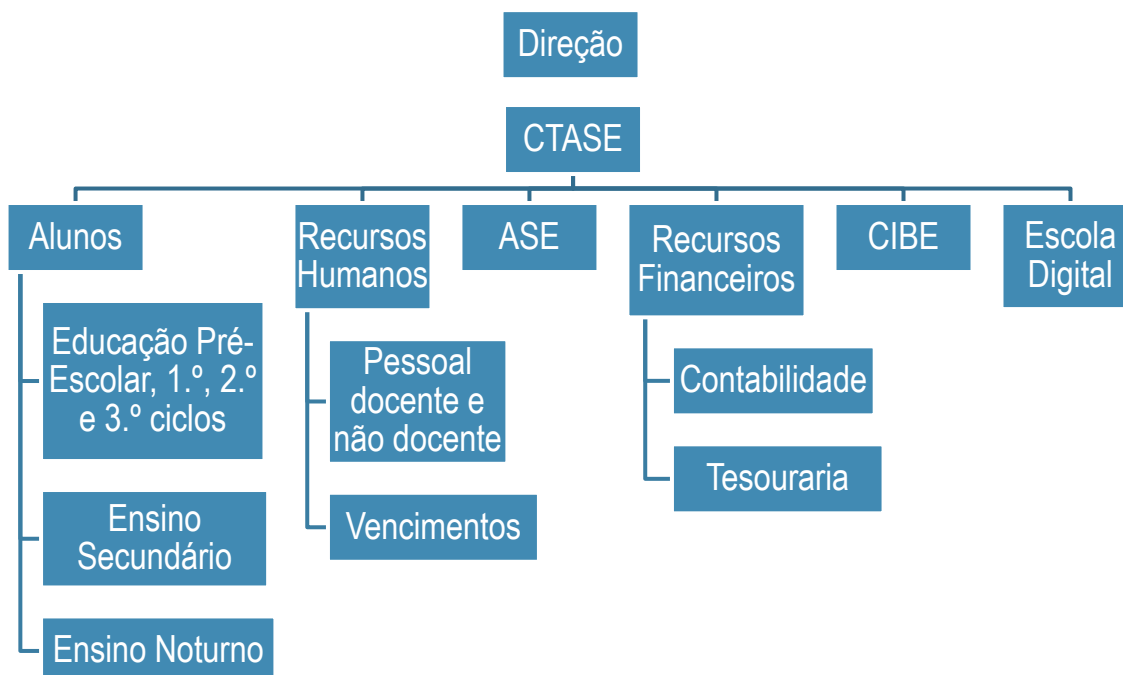 Direção
CTASE
Alunos
Recursos
Humanos
ASE
Recursos
Financeiros
CIBE
Escola
Digital
Educação Pré-
Escolar, 1.º, 2.º
e 3.º ciclos
Ensino
Secundário
Ensino Noturno
Pessoal
docente e
não docente
Vencimentos
Contabilidade
Tesouraria